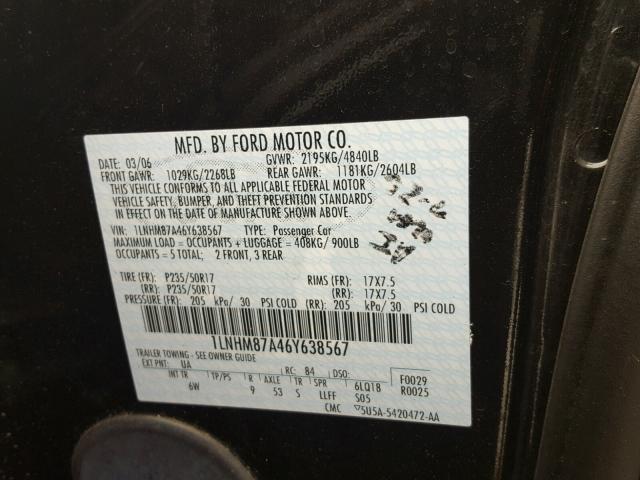 MFD. BY FORD MOTOR CO.
DATE: 03/06 GVWR: 2195KG/4840LB
FRONT GAWR: 1029KG/2268LB REAR GAWR: 1181KG/2604LB
THIS VEHICLE CONFORMS TO ALL APPLICABLE FEDERAL MOTOR
VEHICLE SAFETY, BUMPER, AND THEFT PREVENTION STANDARDS
IN EFFECT ON THE DATE OF MANUFACTURE SHOWN ABOVE.
VIN: 1LNHM87A46Y638567 TYPE: Passenger Car
MAXIMUM LOAD = OCCUPANTS + LUGGAGE = 408KG/900LB
OCCUPANTS = 5 TOTAL; 2 FRONT, 3 REAR
TIRE (FR): P235/50R17 RIMS (FR): 17X7.5
(RR): P235/50R17 (RR): 17X7.5
PRESSURE (FR): 205 kPa/ 30 PSI COLD (RR): 205 kPa/ 30 PSI COLD
1LNHM87A46Y638567
TRAILER TOWING - SEE OWNER GUIDE
EXT PNT: UA RC: 84 DSO: F0029
INT TR TP/PS R AXLE TR SPR 6LQ1B R0025
6W 9 53 S LLFF S05
CMC ▽5U5A-5420472-AA